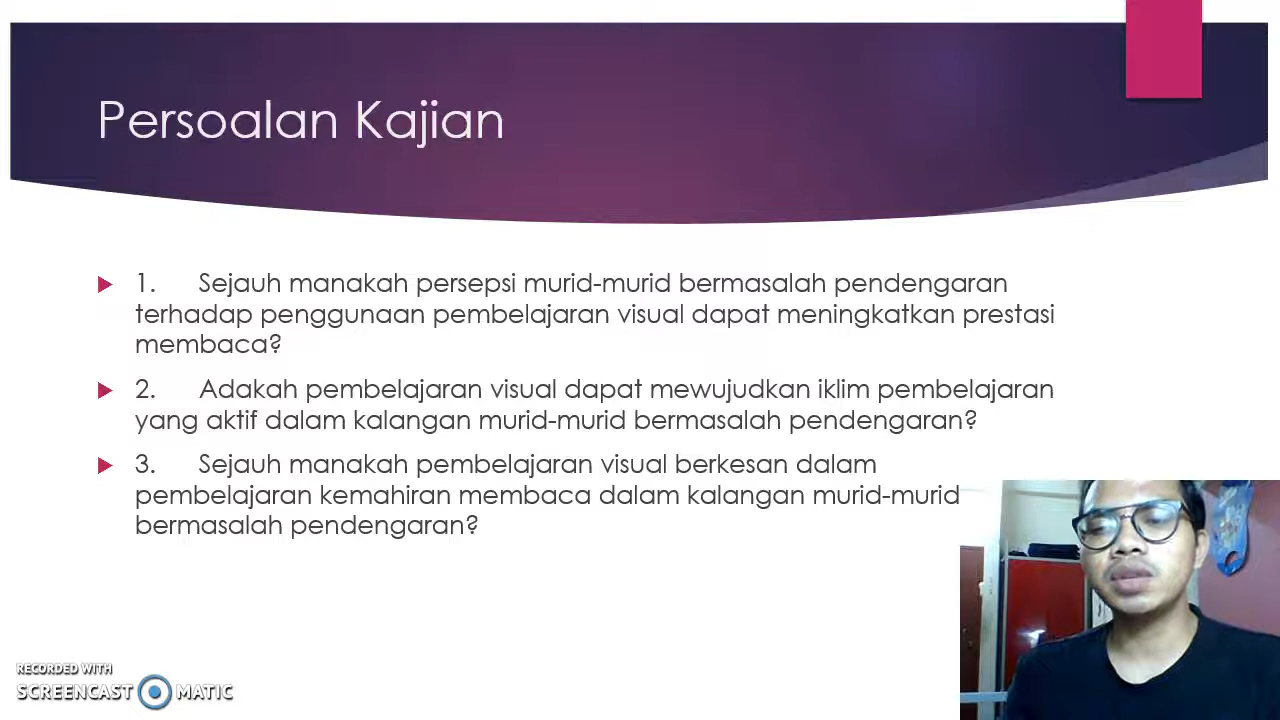 Persoalan Kajian
1. Sejauh manakah persepsi murid-murid bermasalah pendengaran
terhadap penggunaan pembelajaran visual dapat meningkatkan prestasi
membaca?
2. Adakah pembelajaran visual dapat mewujudkan iklim pembelajaran
yang aktif dalam kalangan murid-murid bermasalah pendengaran?
3. Sejauh manakah pembelajaran visual berkesan dalam
pembelajaran kemahiran membaca dalam kalangan murid-murid
bermasalah pendengaran?
RECORDED WITH
SCREENCAST MATIC